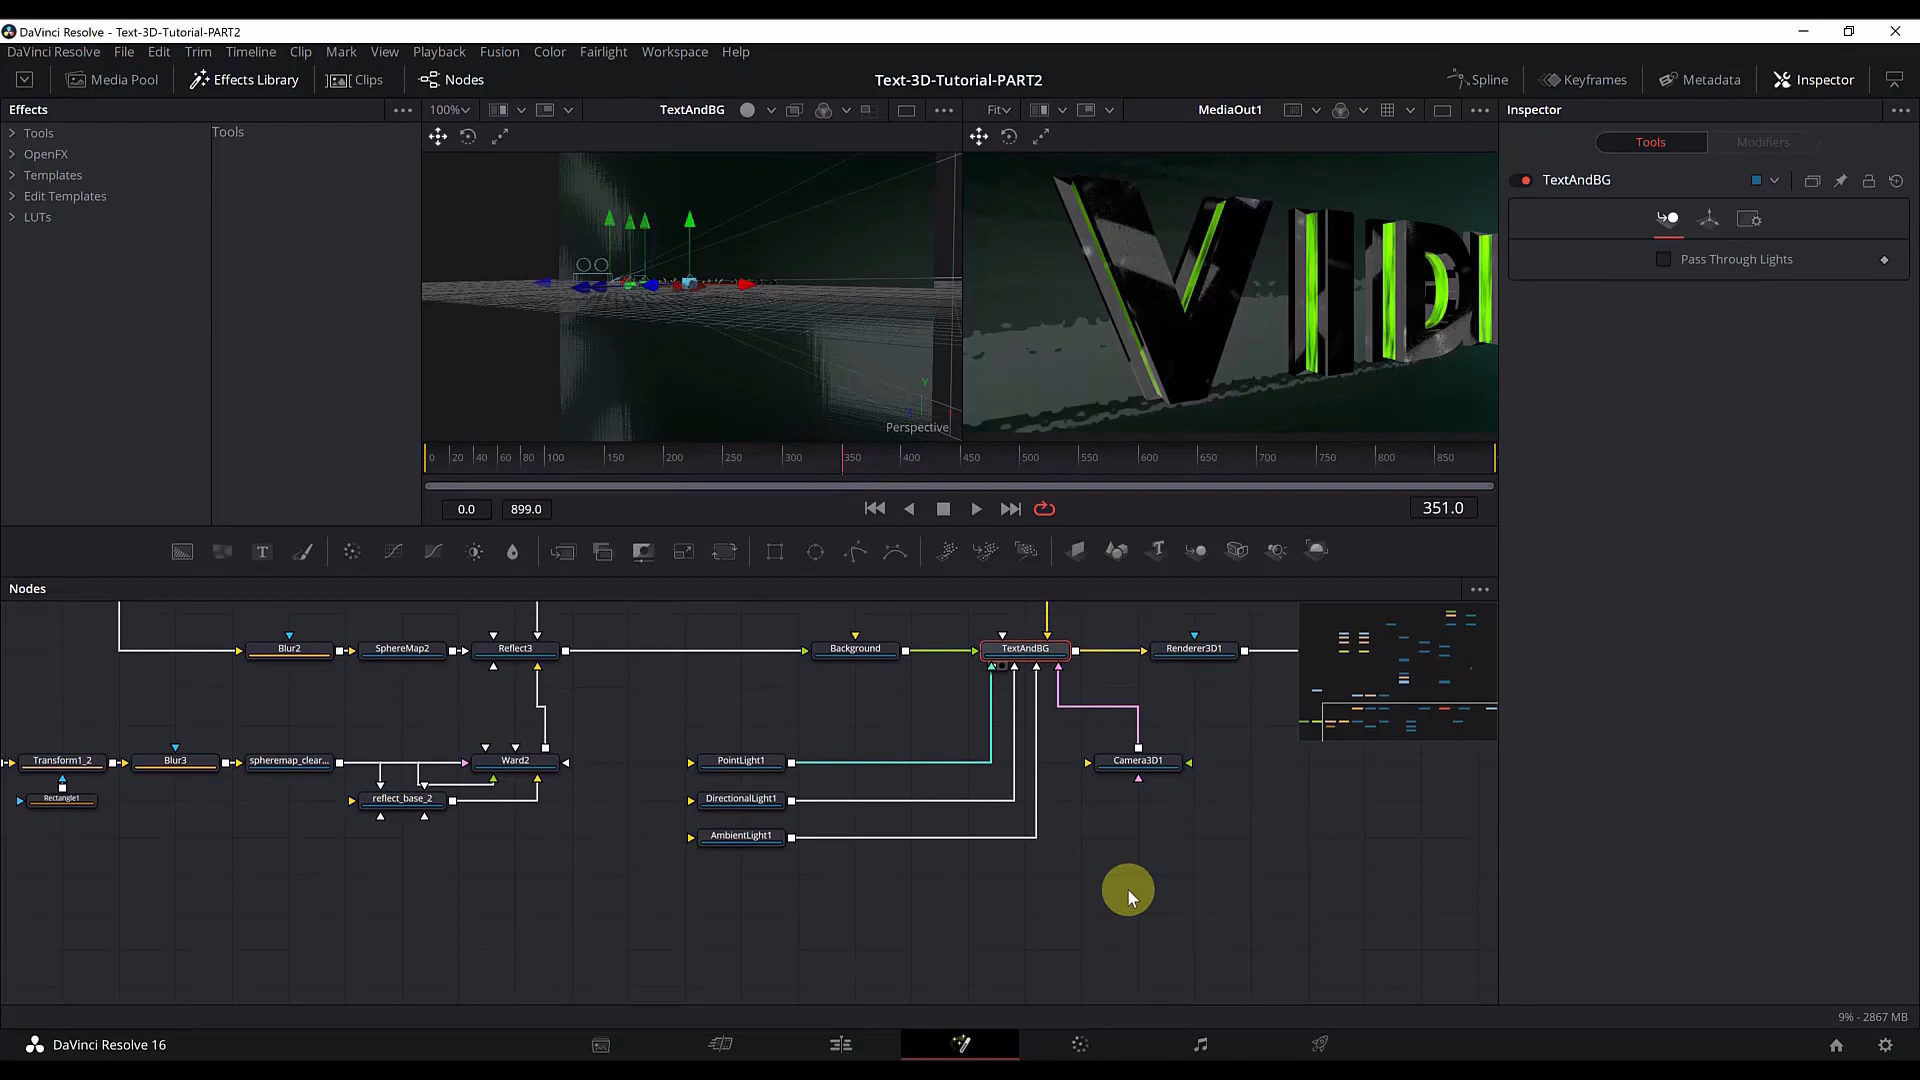 DaVinci Resolve - Text-3D-Tutorial-PART2
DaVinci Resolve File Edit Trim Timeline Clip Mark View Playback Fusion Color Fairlight Workspace Help
Media Pool Effects Library Clips Nodes Text-3D-Tutorial-PART2 Spline Keyframes Metadata Inspector
Effects 100% TextAndBG Fit MediaOut1 Inspector
Tools
OpenFX
Templates
Edit Templates
LUTs
Tools
Tools Modifiers
TextAndBG
Pass Through Lights
Y
Perspective
VID
0 20 40 60 80 100 150 200 250 300 350 400 450 500 550 600 650 700 750 800 850
0.0 899.0 351.0
Nodes
Blur2 SphereMap2 Reflect3 Background TextAndBG Renderer3D1
Transform1_2 Blur3 spheremap_clear... Ward2 PointLight1 Camera3D1
Rectangle1 reflect_base_2 DirectionalLight1
AmbientLight1
9% - 2867 MB
DaVinci Resolve 16